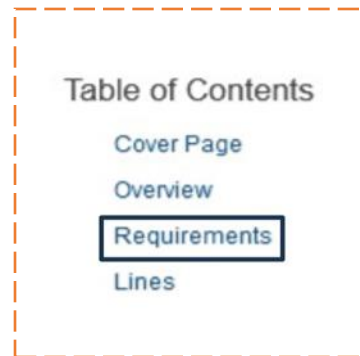 Table of Contents
Cover Page
Overview
Requirements
Lines